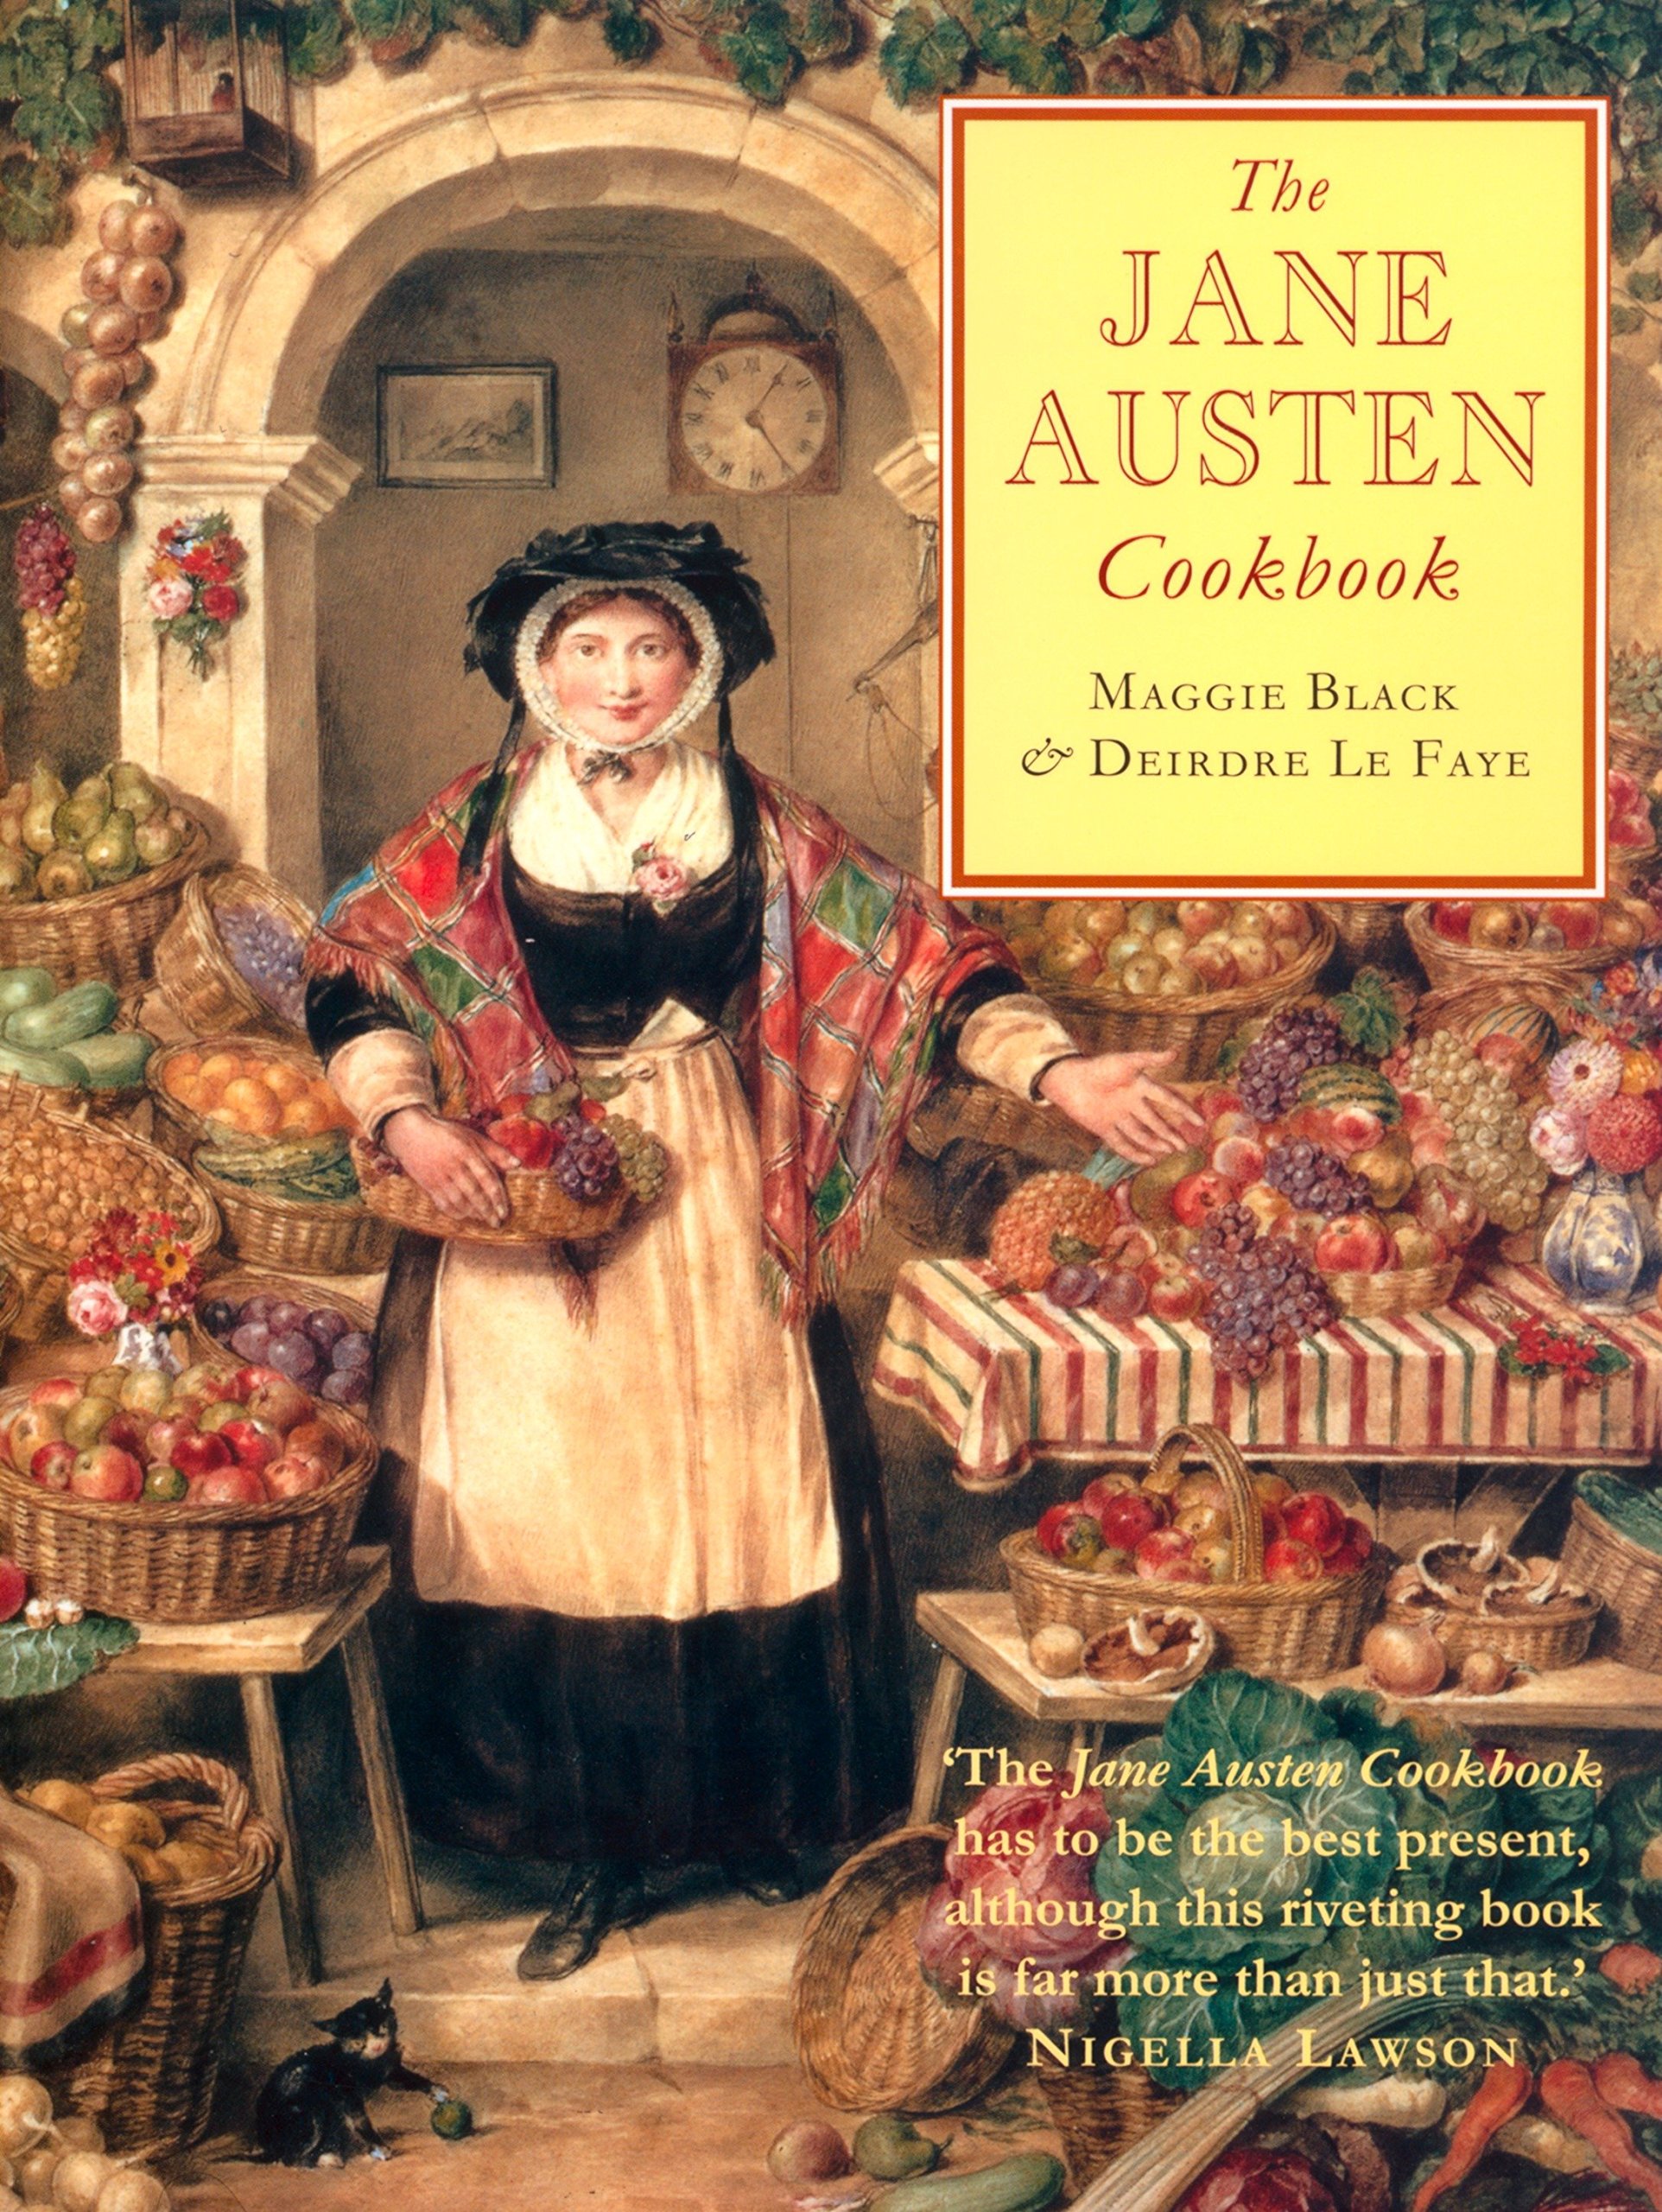 The
JANE
AUSTEN
Cookbook
MAGGIE BLACK
& DEIRDRE LE FAYE
‘The Jane Austen Cookbook
has to be the best present,
although this riveting book
is far more than just that.’
NIGELLA LAWSON